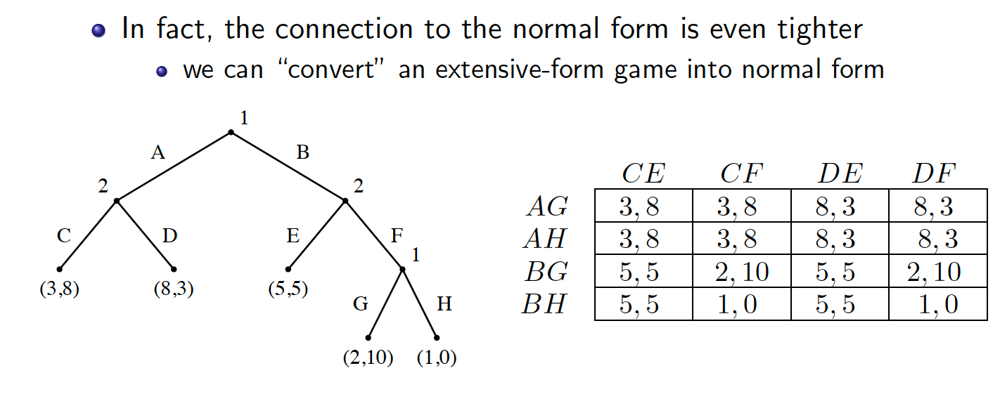 In fact, the connection to the normal form is even tighter
we can “convert” an extensive-form game into normal form
1
A B
2 2
C D E F
1
(3,8) (8,3) (5,5)
G H
(2,10) (1,0)
CE CF DE DF
AG 3, 8 3, 8 8, 3 8, 3
AH 3, 8 3, 8 8, 3 8, 3
BG 5, 5 2, 10 5, 5 2, 10
BH 5, 5 1, 0 5, 5 1, 0